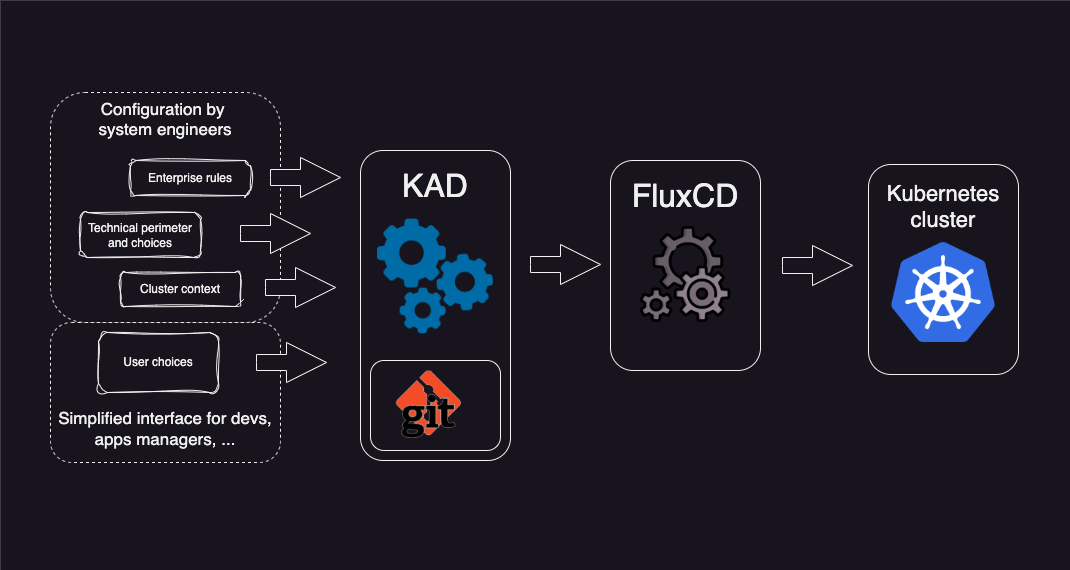 Configuration by
system engineers
Enterprise rules
Technical perimeter
and choices
Cluster context
User choices
Simplified interface for devs,
apps managers, ...
KAD
git
FluxCD
Kubernetes
cluster